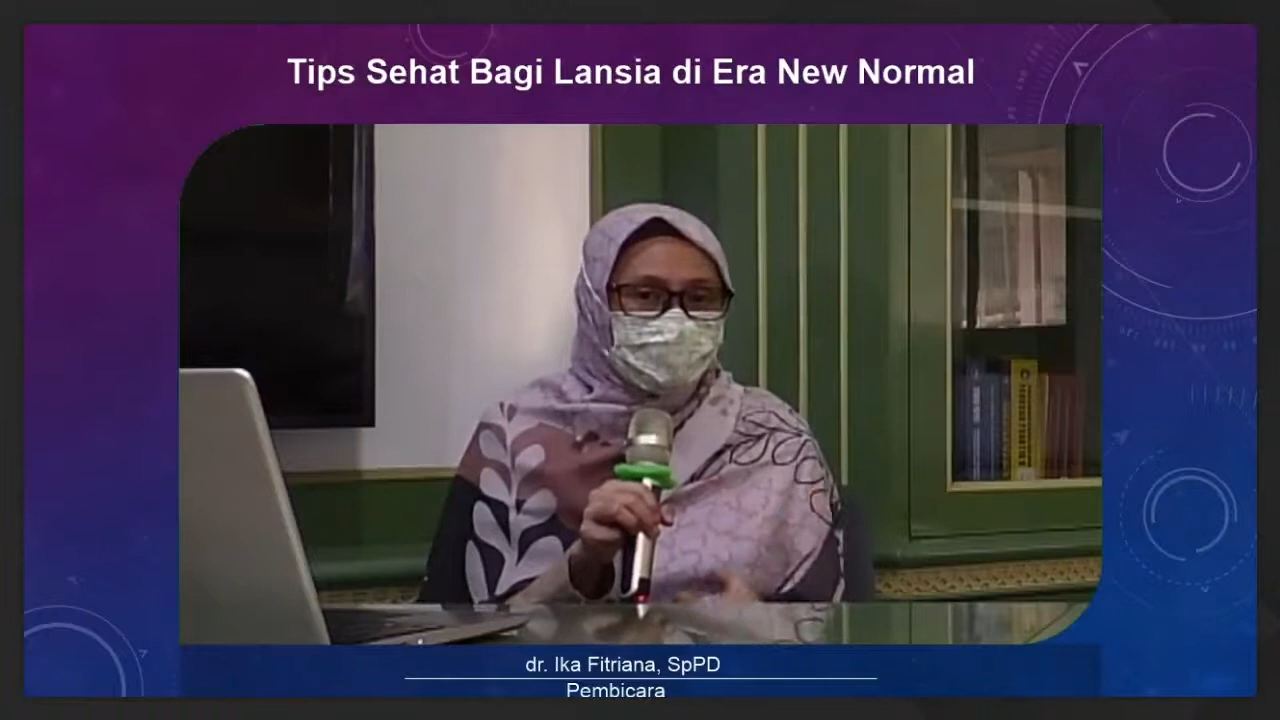 Tips Sehat Bagi Lansia di Era New Normal
dr. Ika Fitriana, SpPD
Pembicara